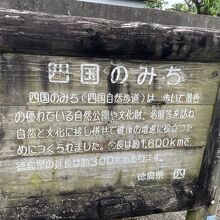 四国のみち
四国のみち(四国自然歩道)は 歩いて景色
の優れている自然公園や文化財、名勝等を訪ね
自然と文化に接し併せて健康の増進に役立つた
めにつくられました。全長は約1,600㎞で、
徳島県の延長は約300㎞あります。
徳島県